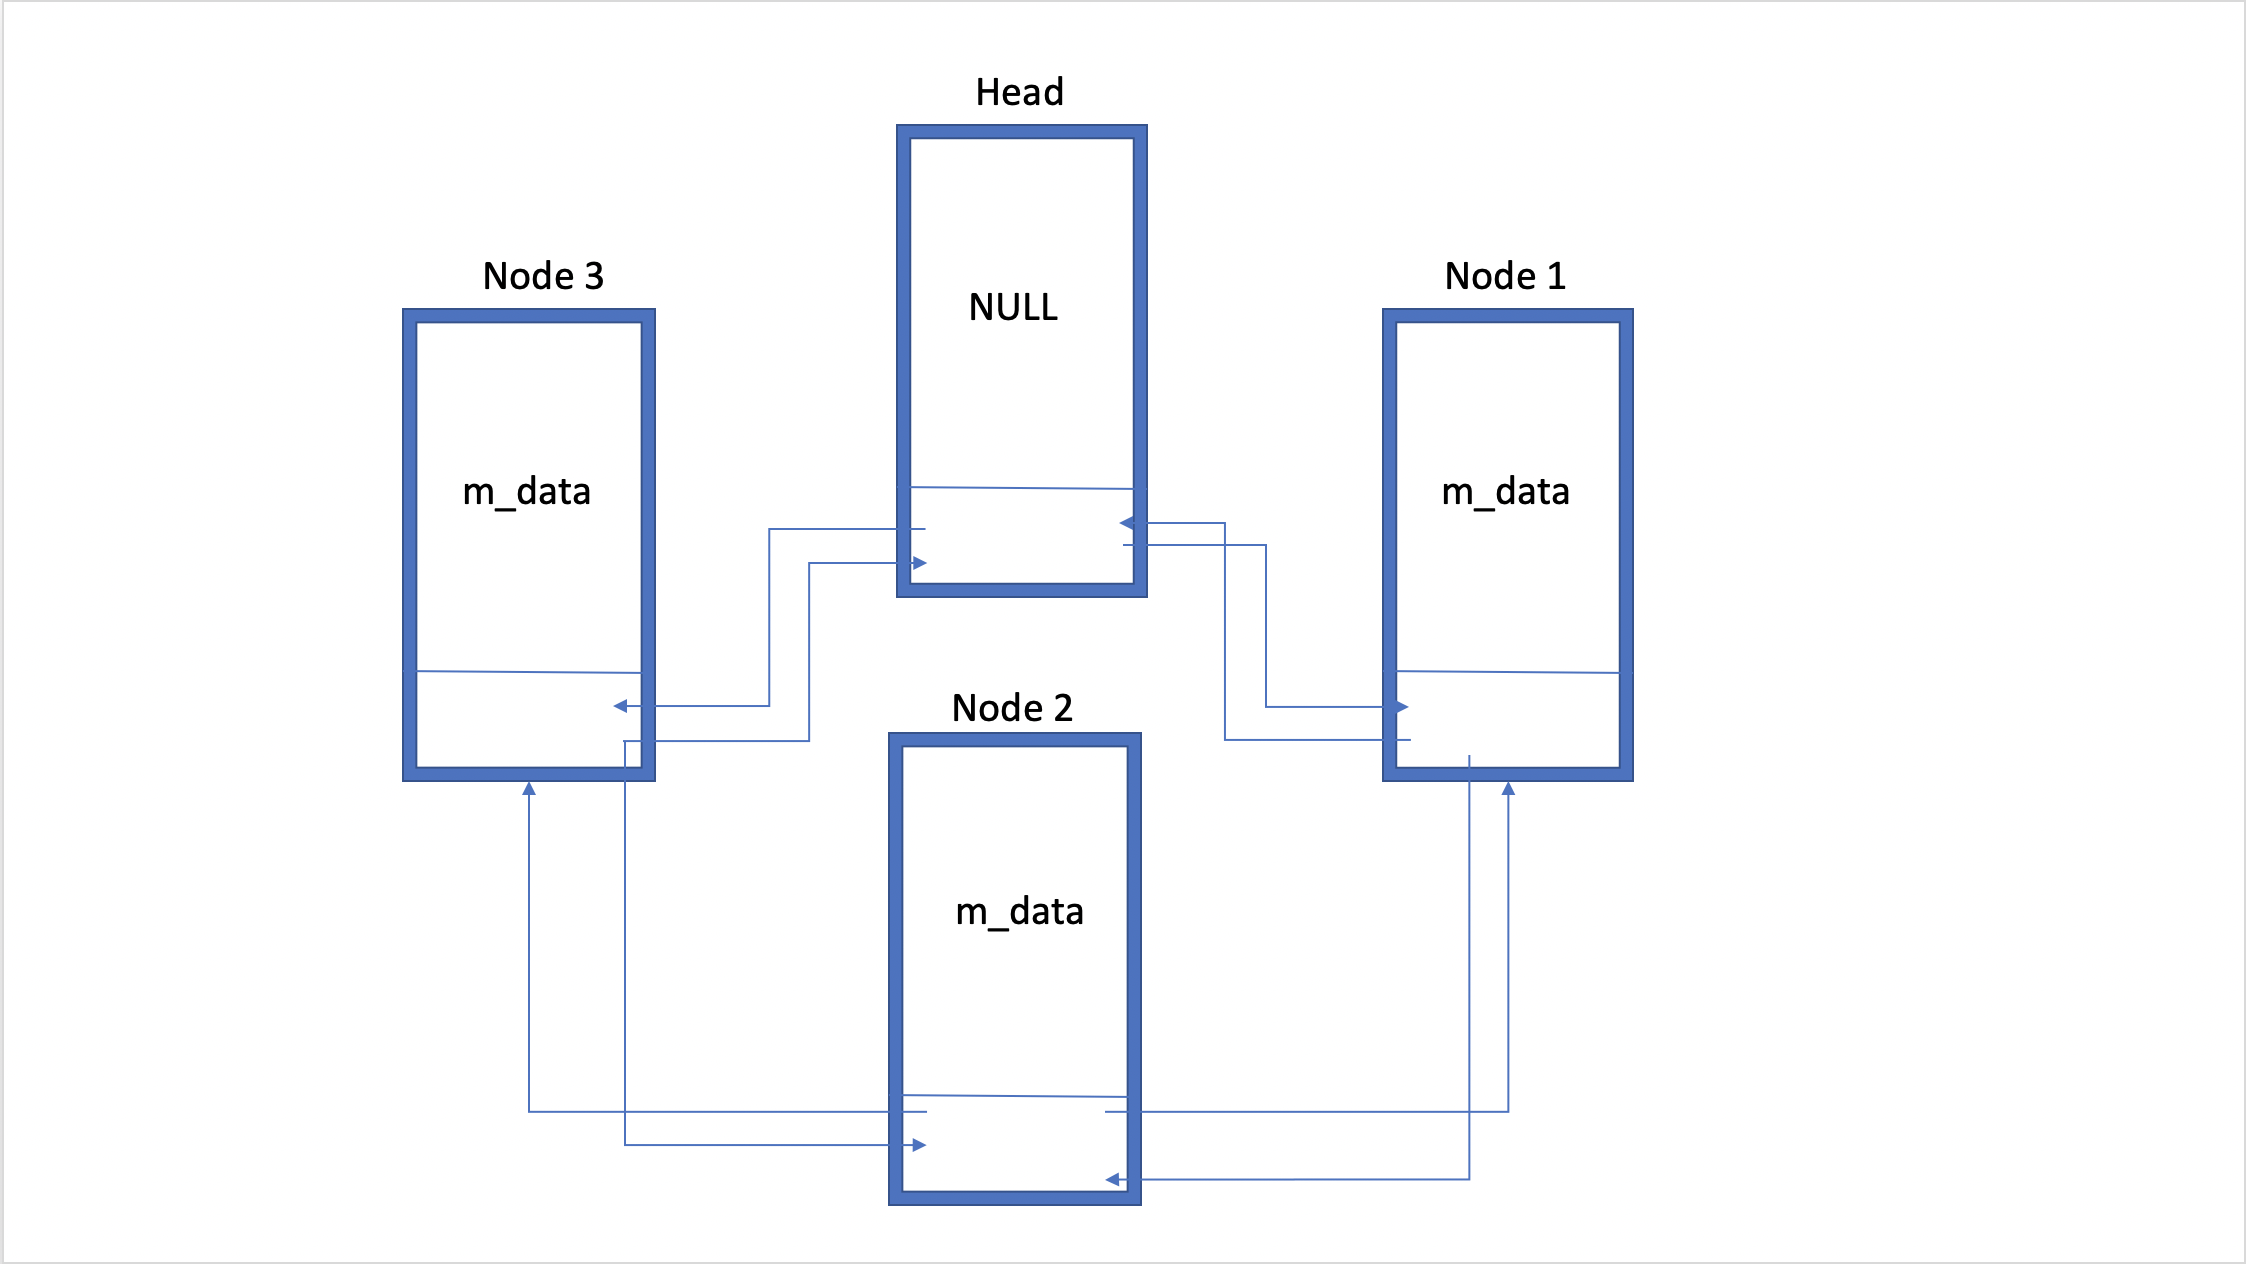 Head
NULL
Node 3
m_data
Node 1
m_data
Node 2
m_data